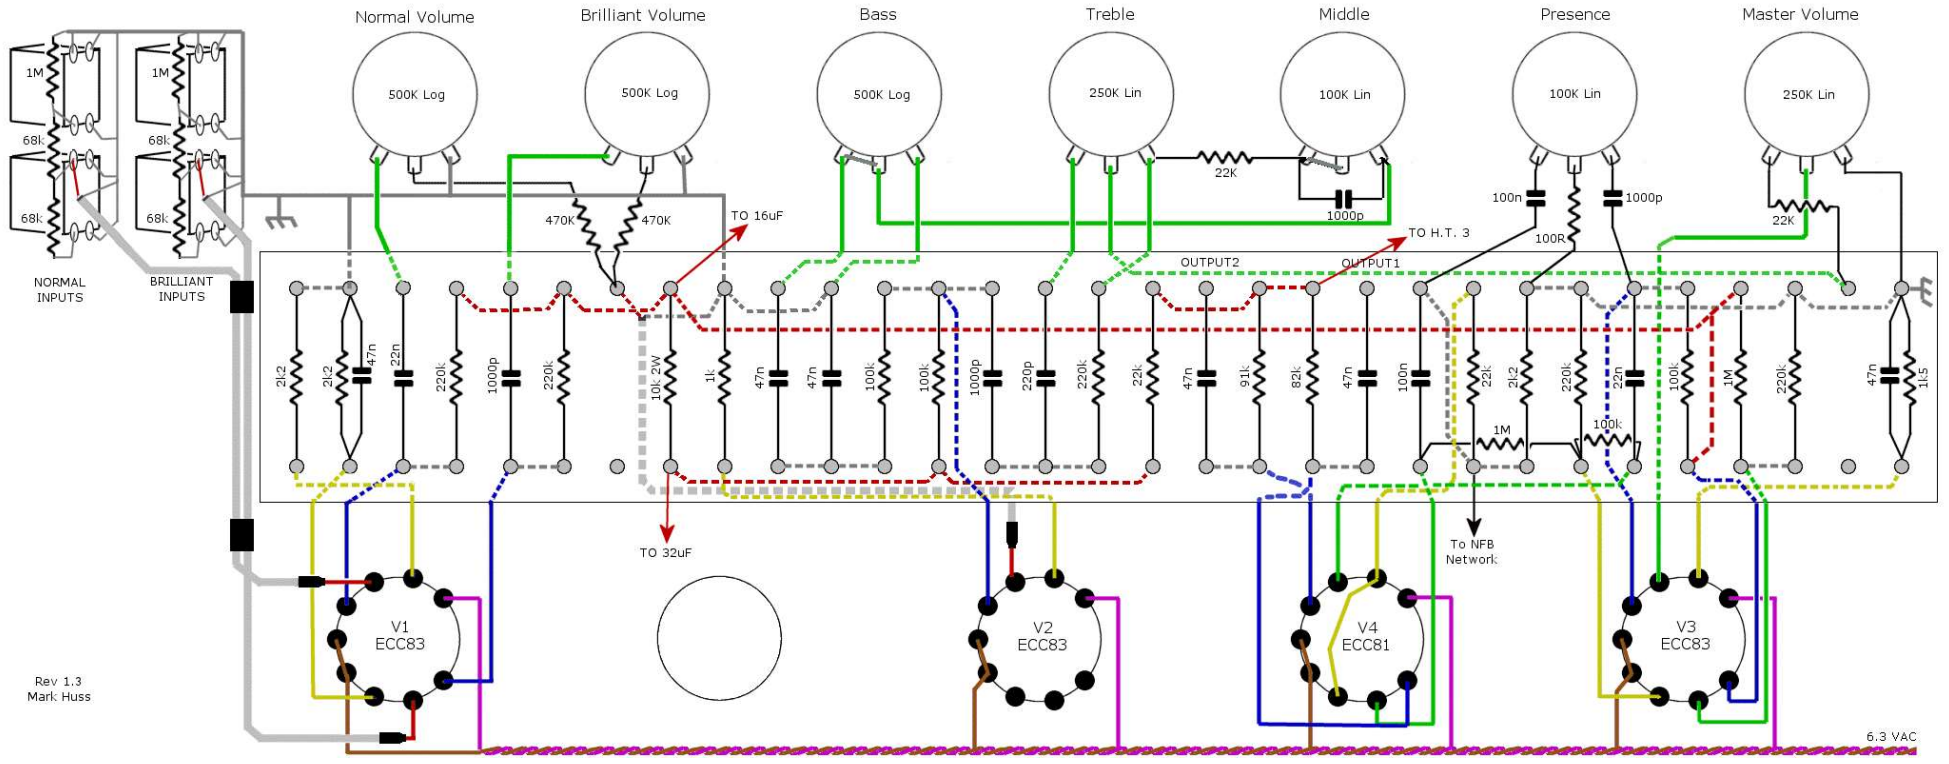 Normal Volume
Brilliant Volume
Bass
Treble
Middle
Presence
Master Volume
500K Log
500K Log
500K Log
250K Lin
100K Lin
100K Lin
250K Lin
1M
1M
68k
68k
68k
68k
22K
1000p
100n
1000p
100R
22K
470K
470K
TO 16uF
TO H.T. 3
OUTPUT2
OUTPUT1
NORMAL
INPUTS
BRILLIANT
INPUTS
2k2
2k2
47n
22n
220k
1000p
220k
10k 2W
1k
47n
47n
100k
100k
1000p
220p
220k
22k
47n
91k
82k
47n
100n
22k
2k2
220k
22n
100k
1M
220k
47n
1k5
1M
100k
TO 32uF
To NFB
Network
V1
ECC83
V2
ECC83
V4
ECC81
V3
ECC83
Rev 1.3
Mark Huss
6.3 VAC